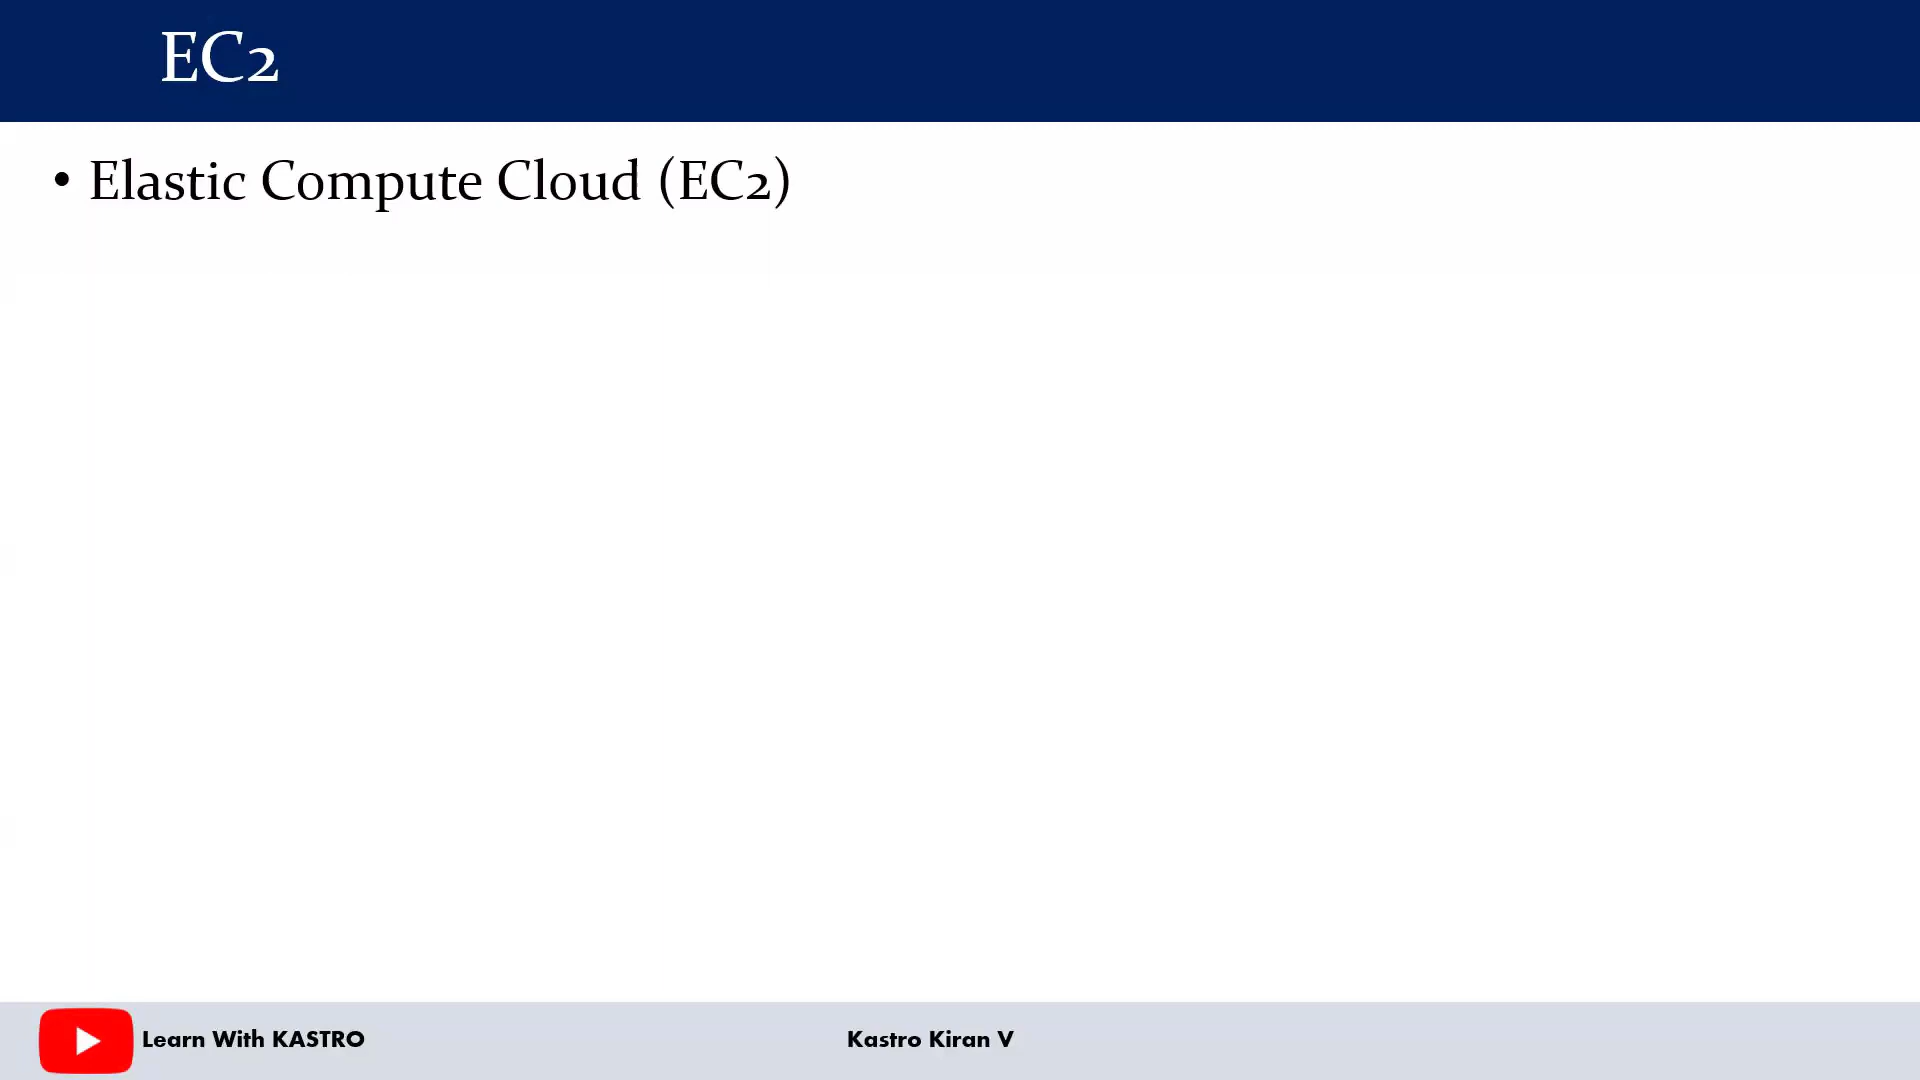 EC2
• Elastic Compute Cloud (EC2)
Learn With KASTRO
Kastro Kiran V